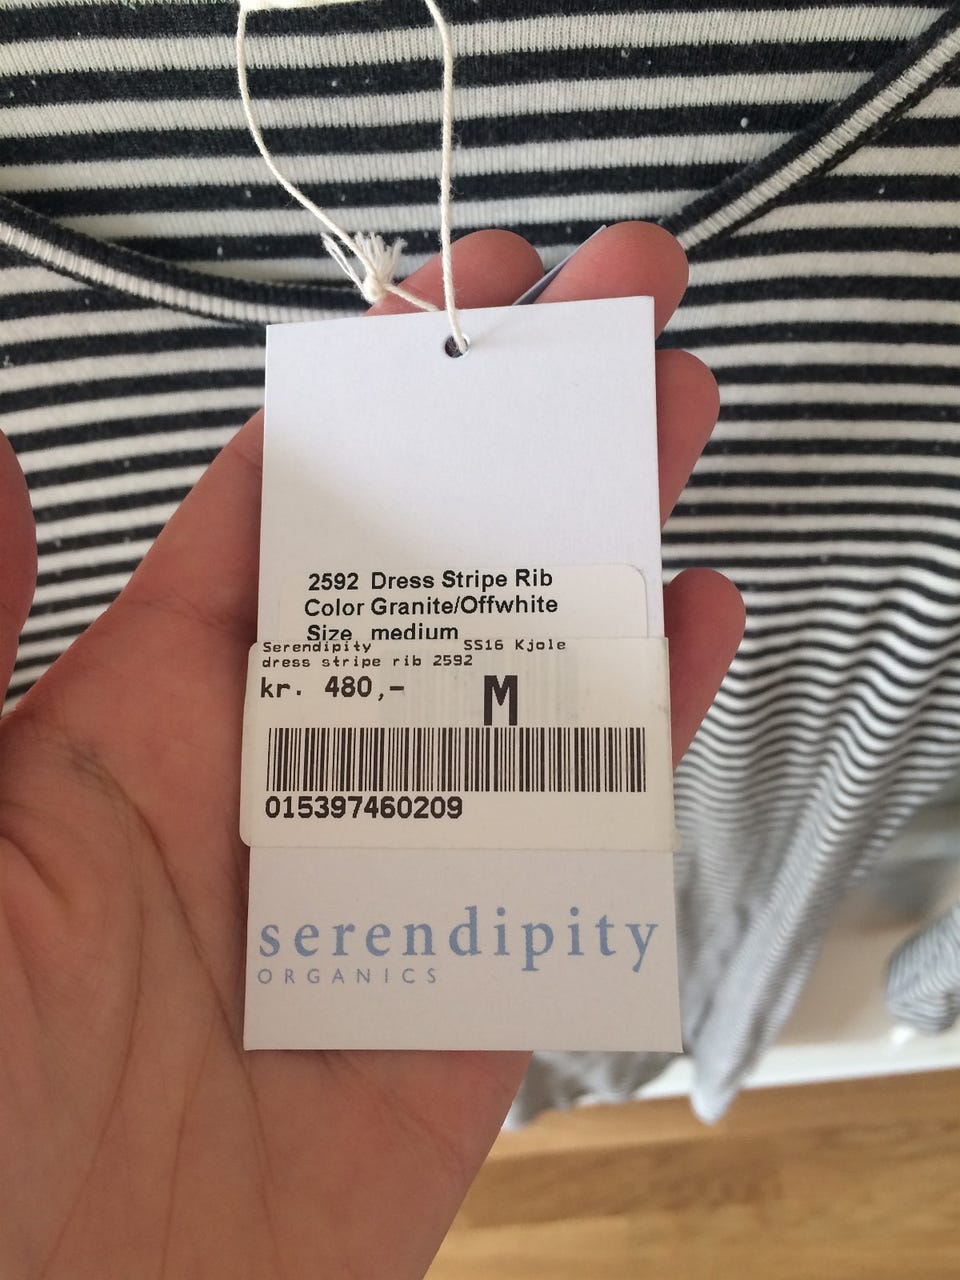 2592 Dress Stripe Rib
Color Granite/Offwhite
Size medium
Serendipity SS16 Kjole
dress stripe rib 2592
kr. 480,- M
015397460209
serendipity
ORGANICS